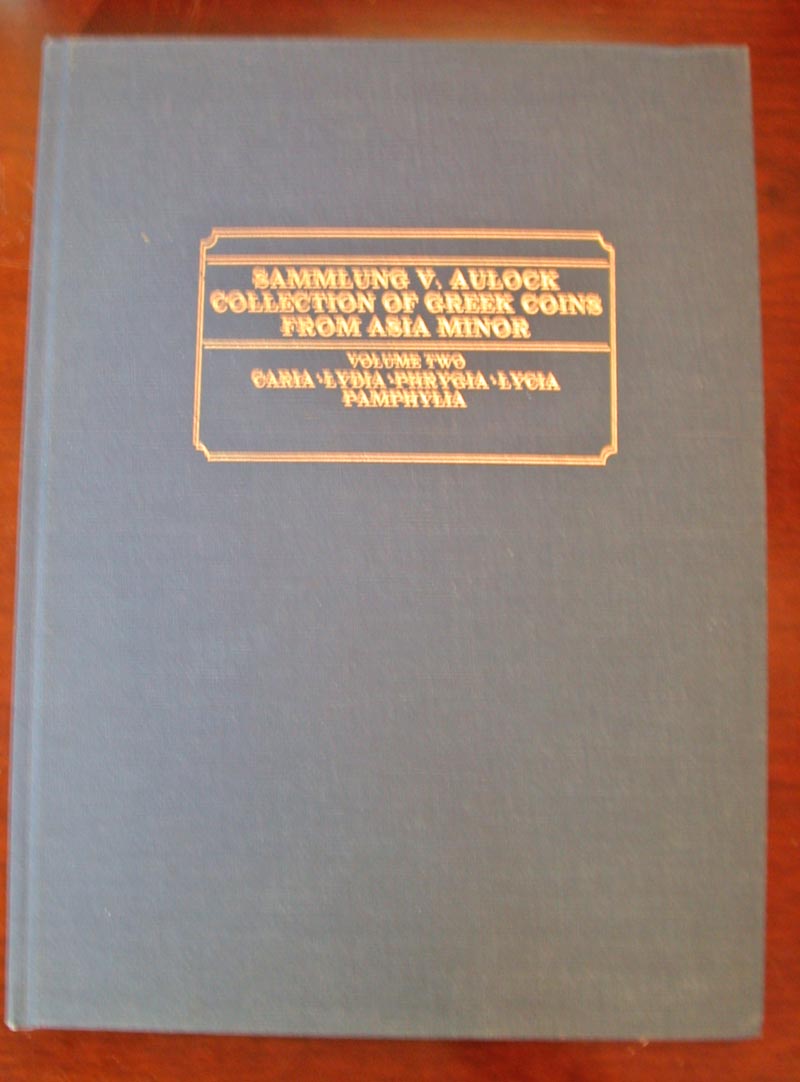 SAMMLUNG V. AULOCK
COLLECTION OF GREEK COINS
FROM ASIA MINOR
VOLUME TWO
CARIA · LYDIA · PHRYGIA · LYCIA
PAMPHYLIA